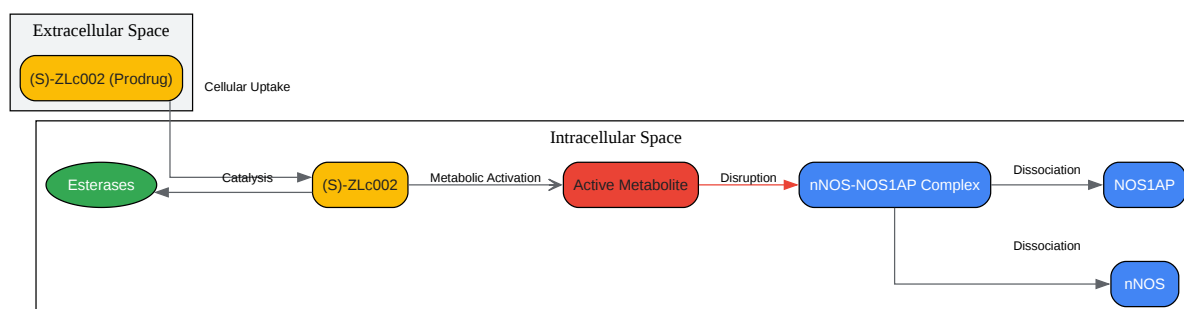 Extracellular Space
(S)-ZLc002 (Prodrug)
Cellular Uptake
Intracellular Space
Esterases
Catalysis
(S)-ZLc002
Metabolic Activation
Active Metabolite
Disruption
nNOS-NOS1AP Complex
Dissociation
NOS1AP
Dissociation
nNOS